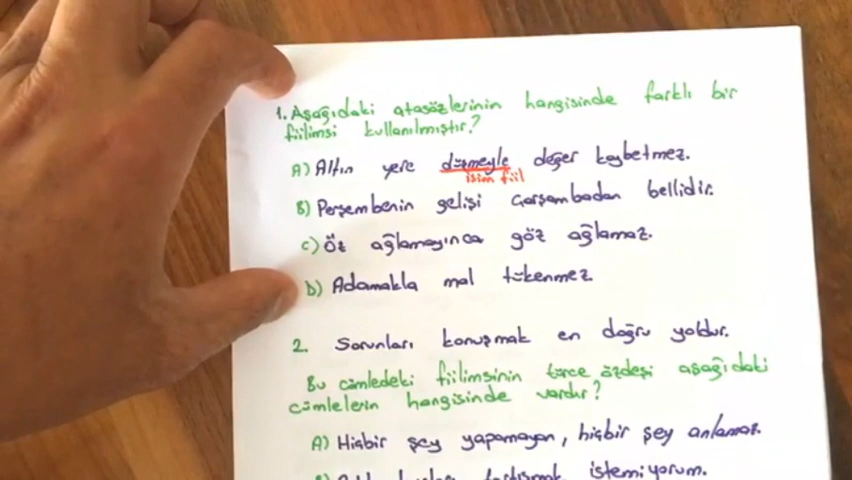 1. Aşağıdaki atasözlerinin hangisinde farklı bir
fiilimsi kullanılmıştır?
A) Altın yere düşmeyle değer kaybetmez.
isim fiil
B) Perşembenin gelişi çarşambadan bellidir.
C) Öz ağlamayınca göz ağlamaz.
D) Adamakla mal tükenmez.
2. Sorunları konuşmak en doğru yoldur.
Bu cümledeki fiilimsinin türce özdeşi aşağıdaki
cümlelerin hangisinde vardır?
A) Hiçbir şey yapamayan, hiçbir şey anlamaz.
istemiyorum.